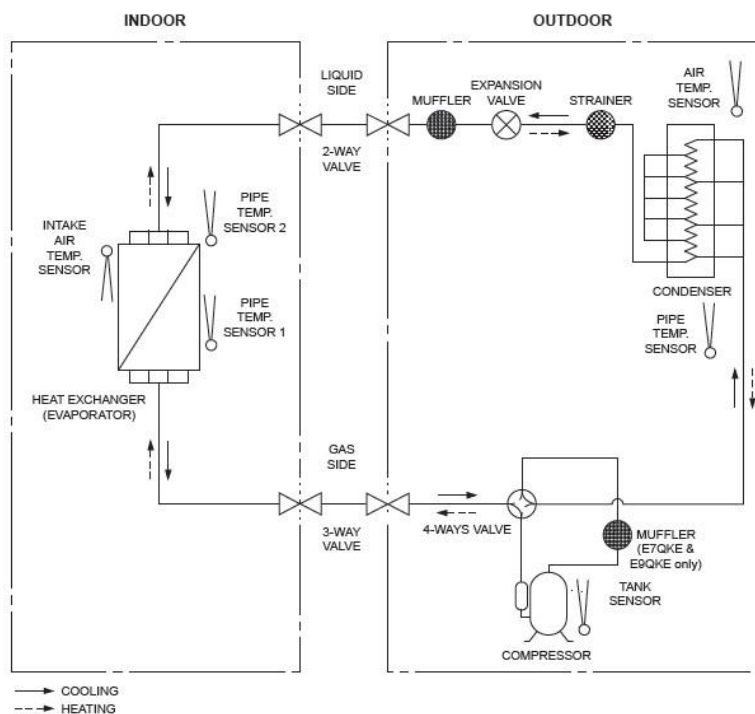 INDOOR
OUTDOOR
LIQUID
SIDE
2-WAY
VALVE
MUFFLER
EXPANSION
VALVE
STRAINER
AIR
TEMP.
SENSOR
INTAKE
AIR
TEMP.
SENSOR
PIPE
TEMP.
SENSOR 2
PIPE
TEMP.
SENSOR 1
HEAT EXCHANGER
(EVAPORATOR)
CONDENSER
PIPE
TEMP.
SENSOR
GAS
SIDE
3-WAY
VALVE
4-WAYS VALVE
MUFFLER
(E7QKE &
E9QKE only)
TANK
SENSOR
COMPRESSOR
COOLING
HEATING